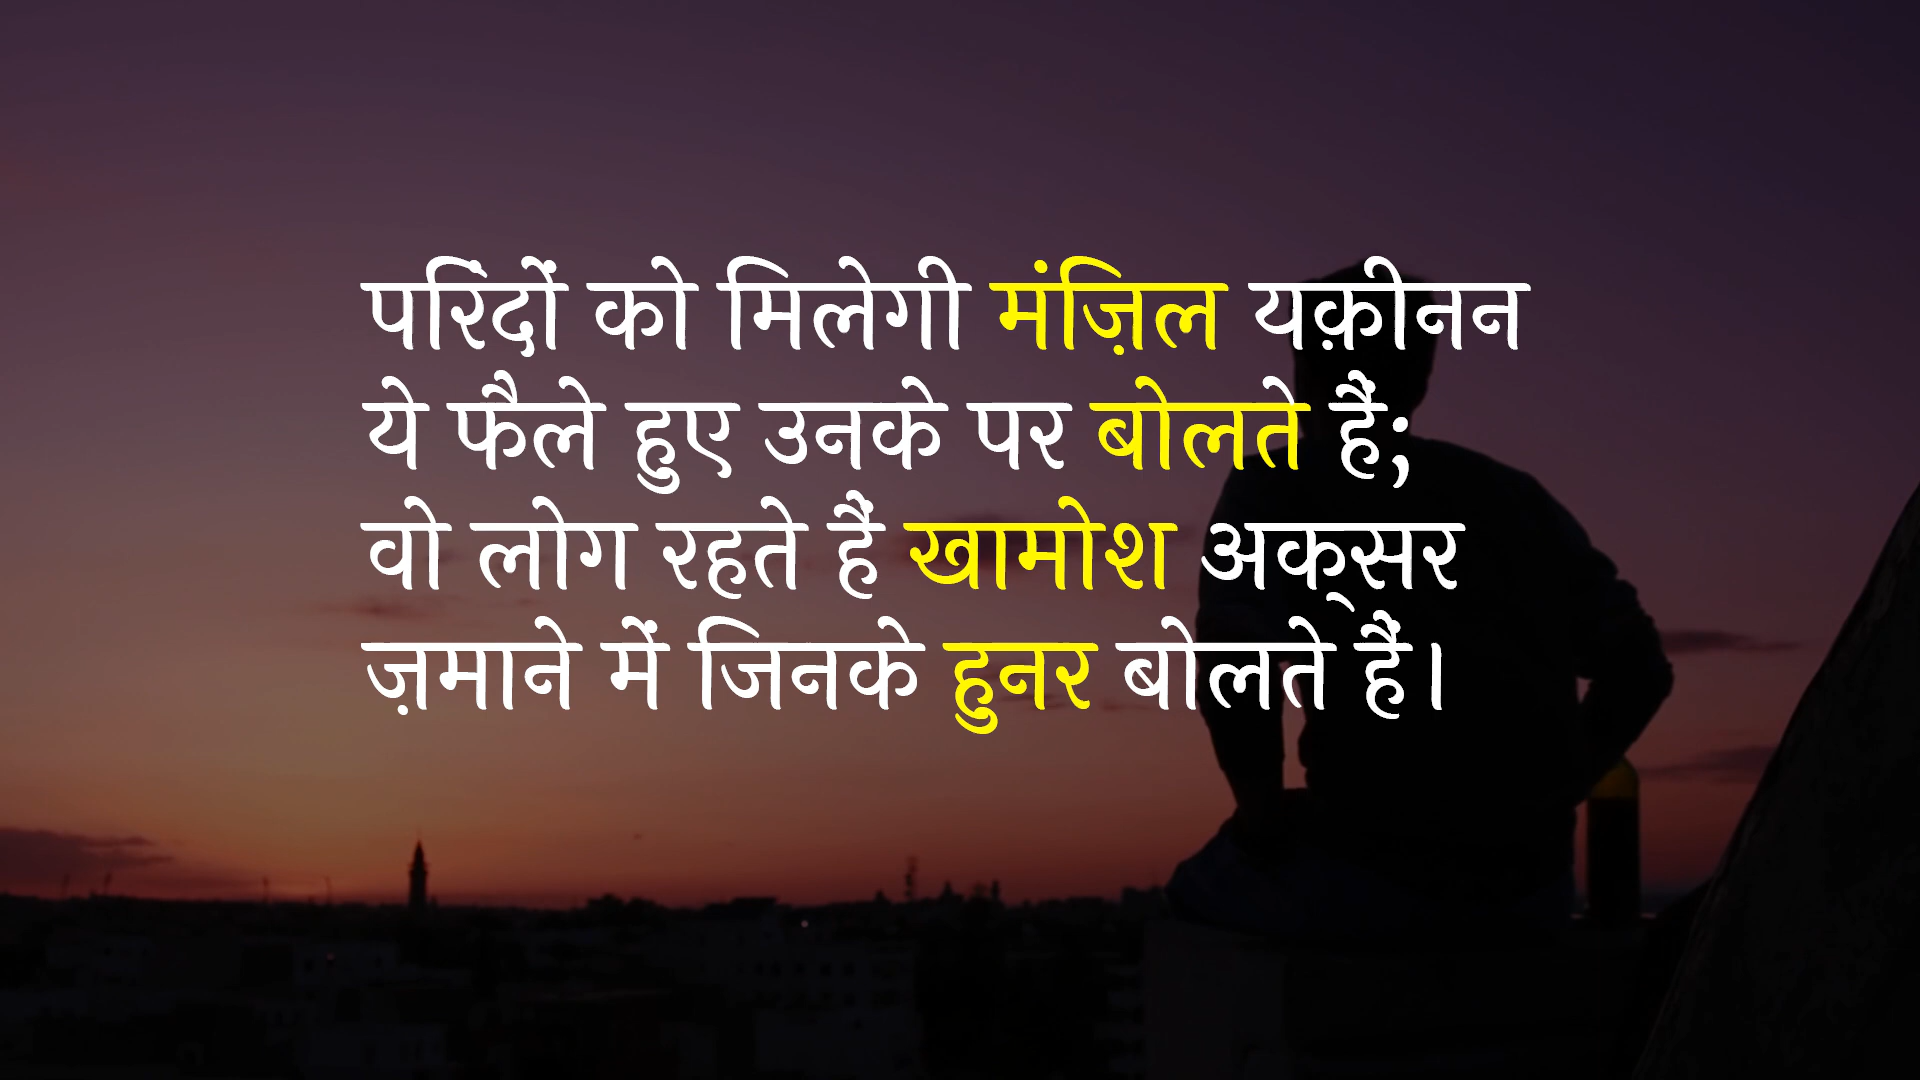 परिंदों को मिलेगी मंज़िल यक़ीनन
ये फैले हुए उनके पर बोलते हैं;
वो लोग रहते हैं खामोश अक्‌सर
ज़माने में जिनके हुनर बोलते हैं।